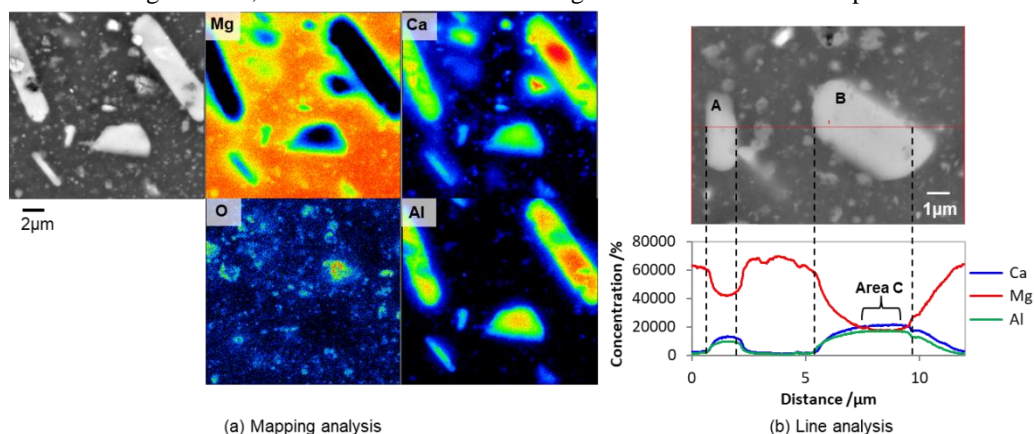 Mg
Ca
O
Al
2μm
(a) Mapping analysis
A
B
1μm
Concentration /%
80000
60000
40000
20000
0
Area C
Ca
Mg
Al
0
5
10
Distance /μm
(b) Line analysis